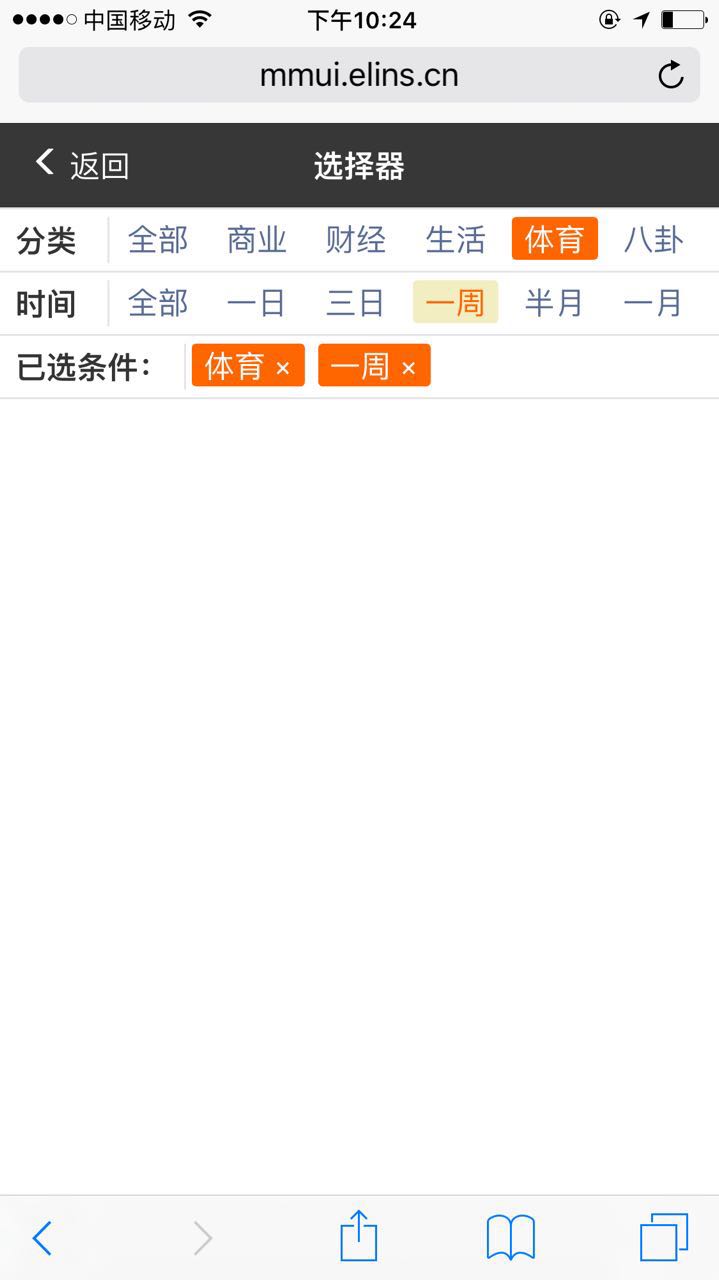 中国移动 下午10:24
mmui.elins.cn
返回 选择器
分类 全部 商业 财经 生活 体育 八卦
时间 全部 一日 三日 一周 半月 一月
已选条件： 体育 × 一周 ×